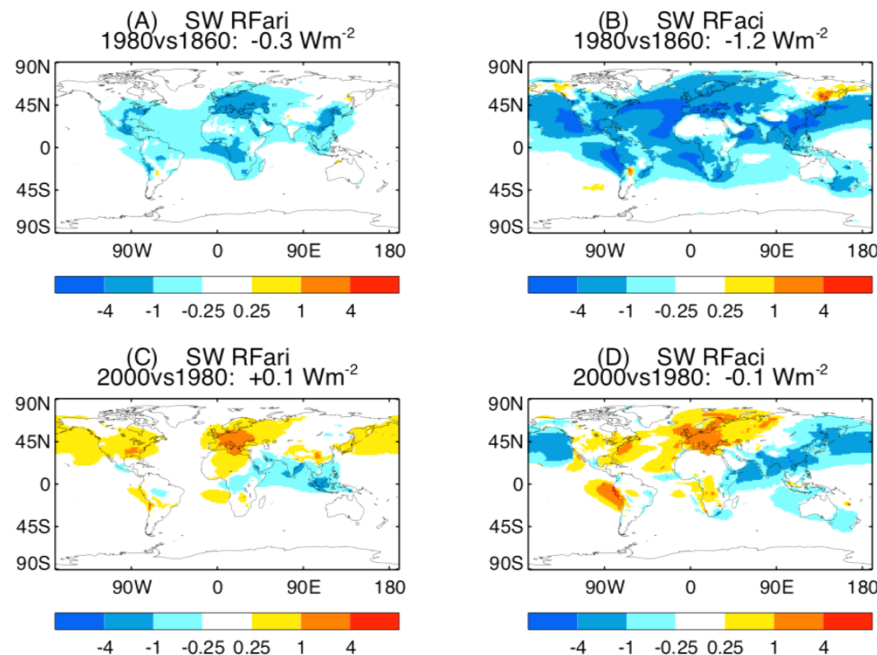 (A) SW RFari
1980vs1860: -0.3 Wm-2
90N
45N
0
45S
90S
90W 0 90E 180
-4 -1 -0.25 0.25 1 4
(B) SW RFaci
1980vs1860: -1.2 Wm-2
90N
45N
0
45S
90S
90W 0 90E 180
-4 -1 -0.25 0.25 1 4
(C) SW RFari
2000vs1980: +0.1 Wm-2
90N
45N
0
45S
90S
90W 0 90E 180
-4 -1 -0.25 0.25 1 4
(D) SW RFaci
2000vs1980: -0.1 Wm-2
90N
45N
0
45S
90S
90W 0 90E 180
-4 -1 -0.25 0.25 1 4